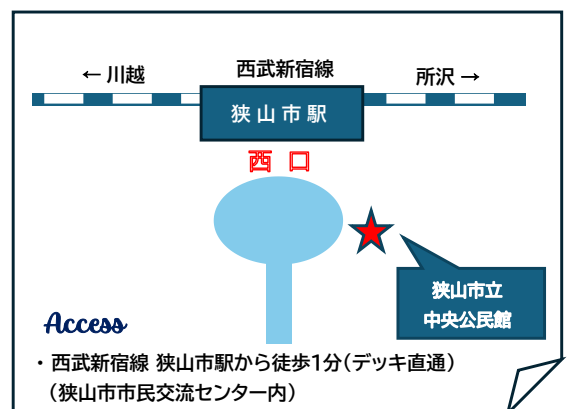 ← 川越
西武新宿線
所沢 →
狭山市駅
西 口
狭山市立
中央公民館
Access
・ 西武新宿線 狭山市駅から徒歩1分(デッキ直通)
(狭山市市民交流センター内)